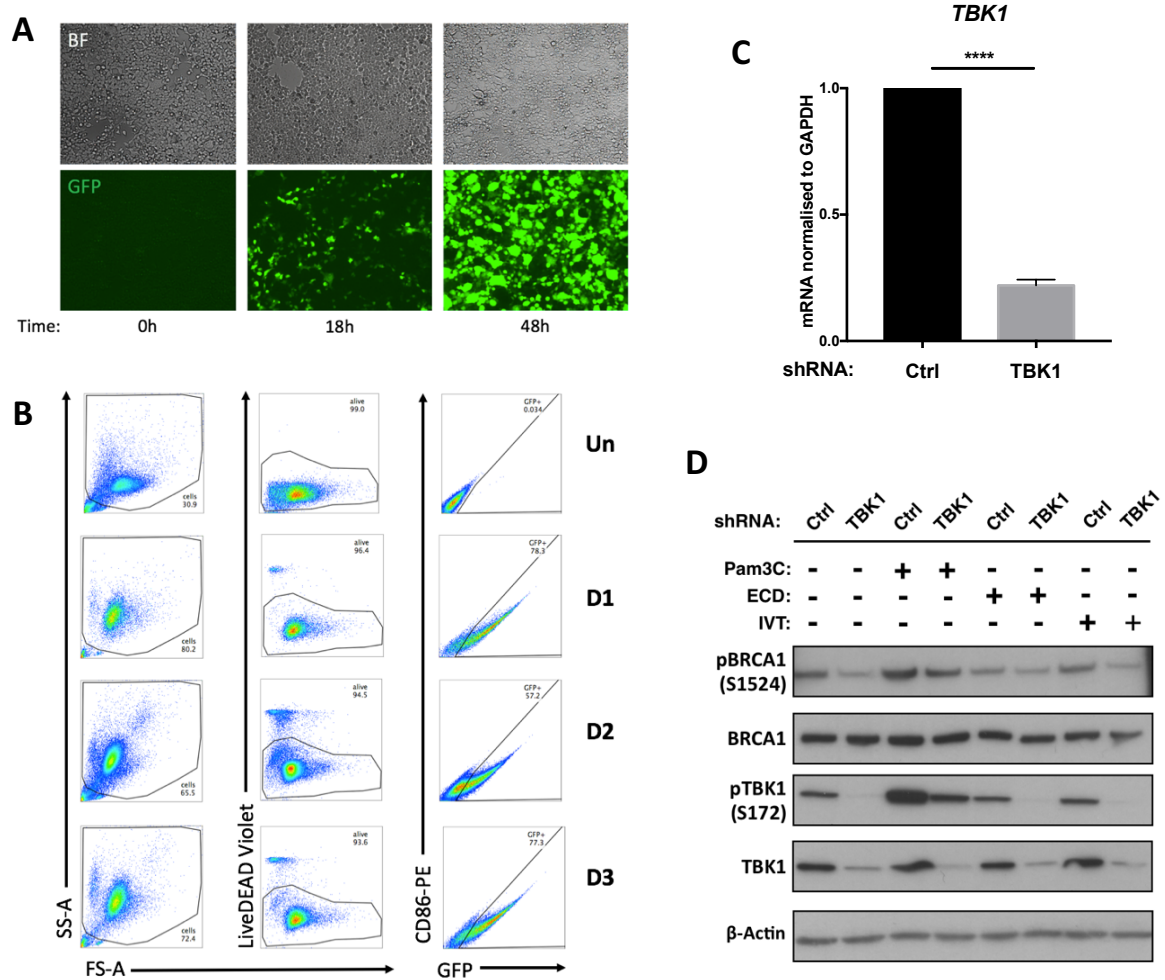 A
BF
GFP
Time: 0h 18h 48h
B
SS-A
FS-A
LiveDEAD Violet
CD86-PE
GFP
cells
30.9
alive
99.0
GFP+
0.034
Un
cells
80.2
alive
96.4
GFP+
78.3
D1
cells
65.5
alive
94.5
GFP+
57.2
D2
cells
72.4
alive
93.6
GFP+
77.3
D3
C
TBK1
****
mRNA normalised to GAPDH
1.0
0.5
0.0
shRNA: Ctrl TBK1
D
shRNA: Ctrl TBK1 Ctrl TBK1 Ctrl TBK1 Ctrl TBK1
Pam3C: - - + + - - - -
ECD: - - - - + + - -
IVT: - - - - - - + +
pBRCA1
(S1524)
BRCA1
pTBK1
(S172)
TBK1
β-Actin